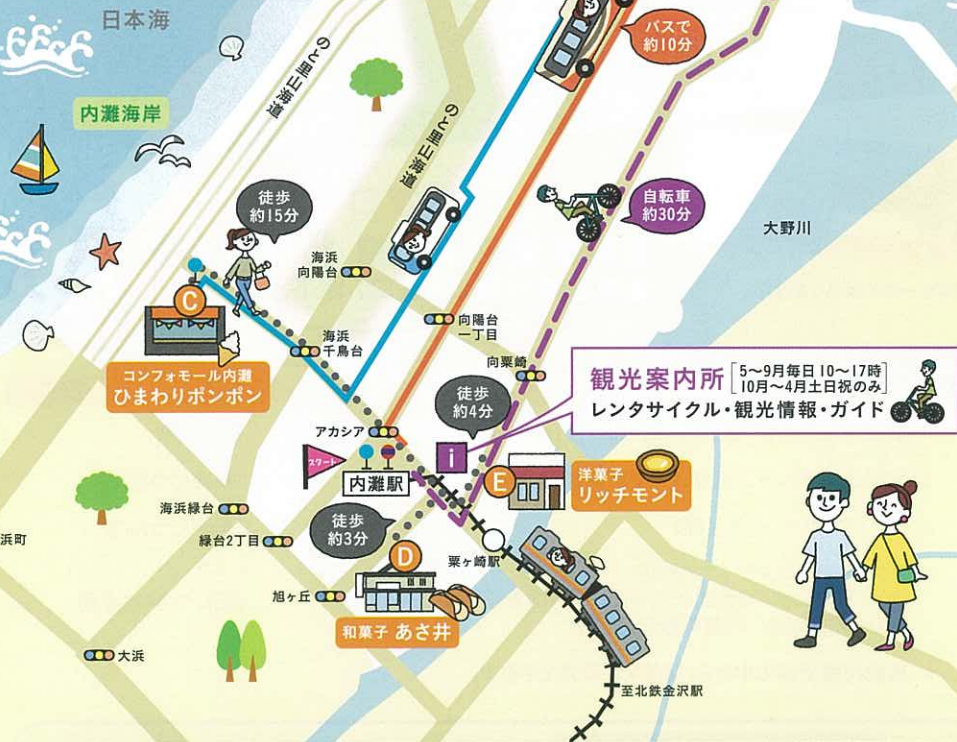 日本海
のと里山海道
バスで
約10分
内灘海岸
のと里山海道
徒歩
約15分
自転車
約30分
大野川
海浜
向陽台
C
向陽台
一丁目
海浜
千鳥台
向粟崎
コンフォモール内灘
ひまわりボンボン
徒歩
約4分
観光案内所 [5~9月毎日10~17時
10月~4月土日祝のみ]
レンタサイクル・観光情報・ガイド
アカシア
スタート
i
内灘駅
E
洋菓子
リッチモント
海浜緑台
徒歩
約3分
浜町
緑台2丁目
D
粟ヶ崎駅
旭ヶ丘
和菓子 あさ井
大浜
至北鉄金沢駅